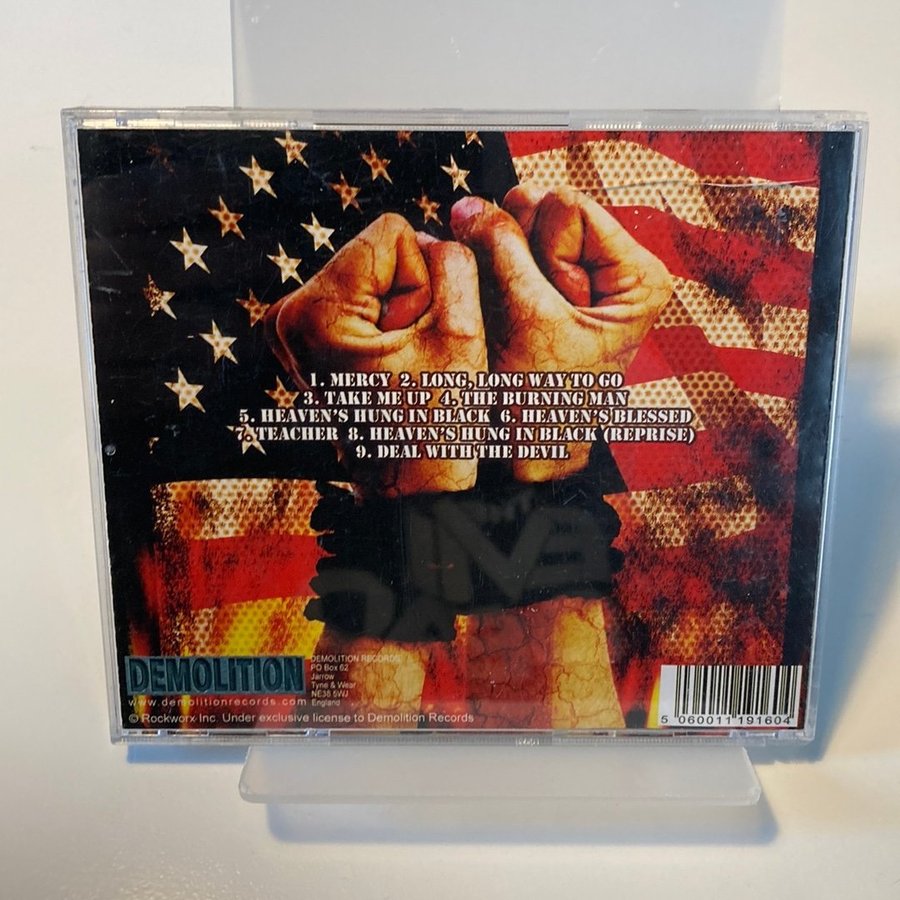 1. MERCY 2. LONG, LONG WAY TO GO
3. TAKE ME UP 4. THE BURNING MAN
5. HEAVEN'S HUNG IN BLACK 6. HEAVEN'S BLESSED
7. TEACHER 8. HEAVEN'S HUNG IN BLACK (REPRISE)
9. DEAL WITH THE DEVIL
DEMOLITION
www.demolitionrecords.com
DEMOLITION RECORDS
PO Box 62
Jarrow
Tyne & Wear
NE38 5WJ
England
© Rockworx Inc. Under exclusive license to Demolition Records
5 060011 191604